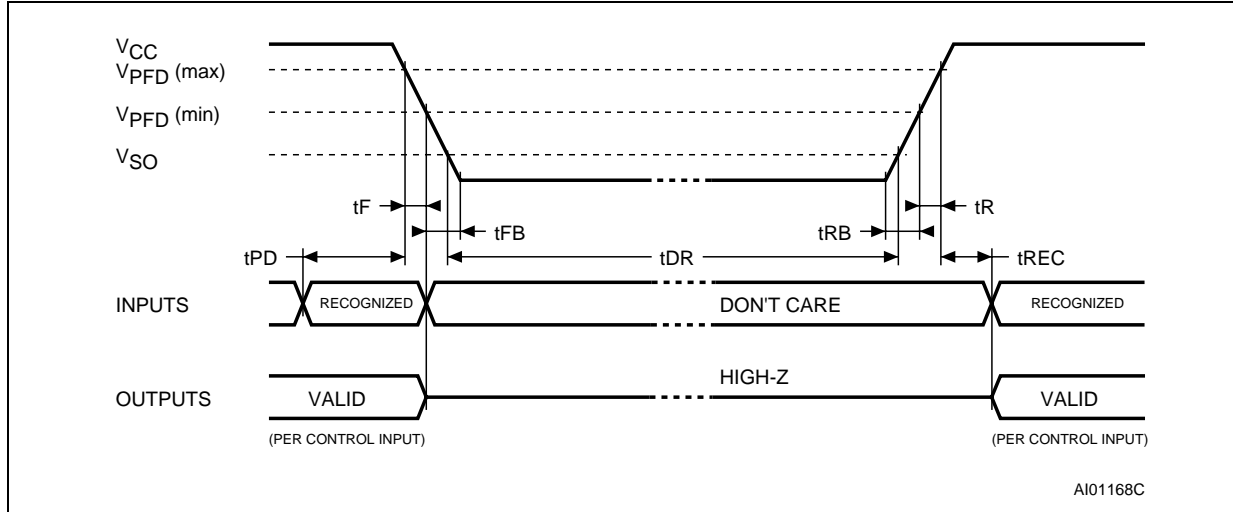 VCC
VPFD (max)
VPFD (min)
VSO
tF
tR
tFB
tRB
tPD
tDR
tREC
INPUTS
RECOGNIZED
DON'T CARE
RECOGNIZED
HIGH-Z
OUTPUTS
VALID
VALID
(PER CONTROL INPUT)
(PER CONTROL INPUT)
AI01168C